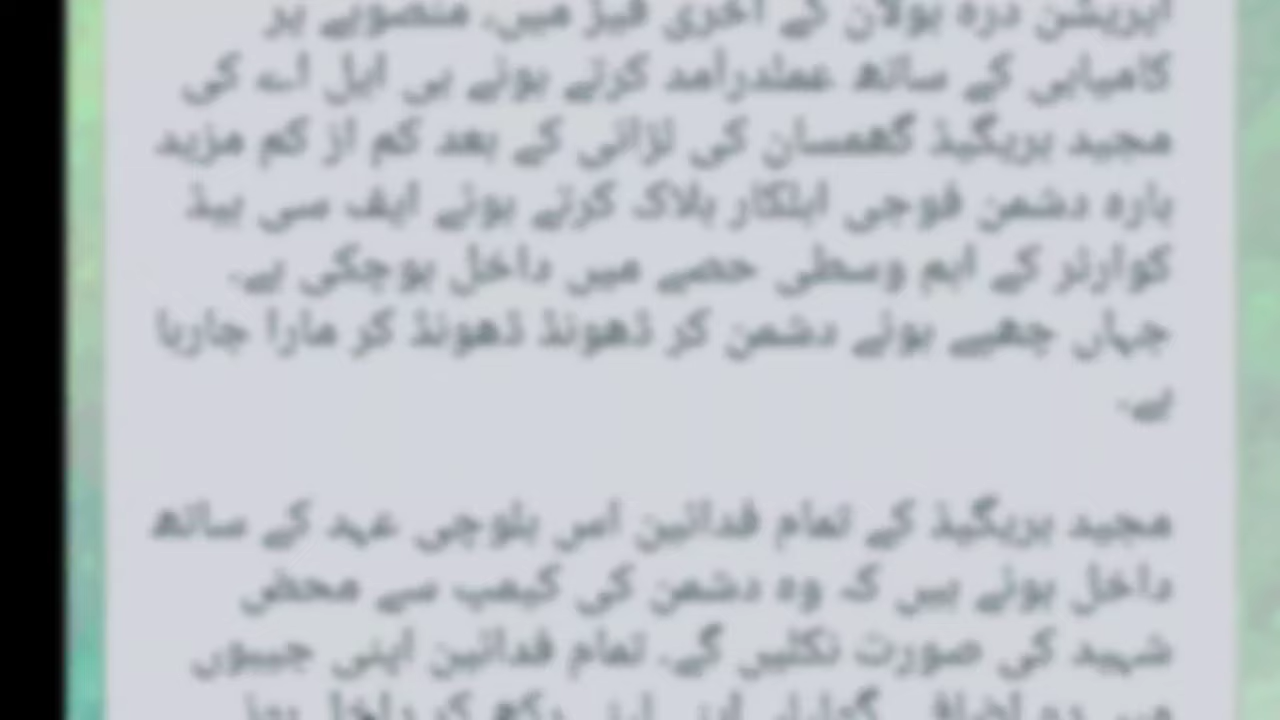 آپریشن درہ بولان کے آخری فیز میں۔ منصوبے پر
کامیابی کے ساتھ عملدرآمد کرتے ہوئے بی ایل اے کی
مجید بریگیڈ گھمسان کی لڑائی کے بعد کم از کم مزید
بارہ دشمن فوجی اہلکار ہلاک کرتے ہوئے ایف سی ہیڈ
کوارٹر کے اہم وسطی حصے میں داخل ہوچکی ہے۔
جہاں چھپے ہوئے دشمن کر ڈھونڈ ڈھونڈ کر مارا جارہا
ہے۔
مجید بریگیڈ کے تمام فدائین اس بلوچی عہد کے ساتھ
داخل ہوئے ہیں کہ وہ دشمن کی کیمپ سے محض
شہید کی صورت نکلیں گے۔ تمام فدائین اپنی جیبوں